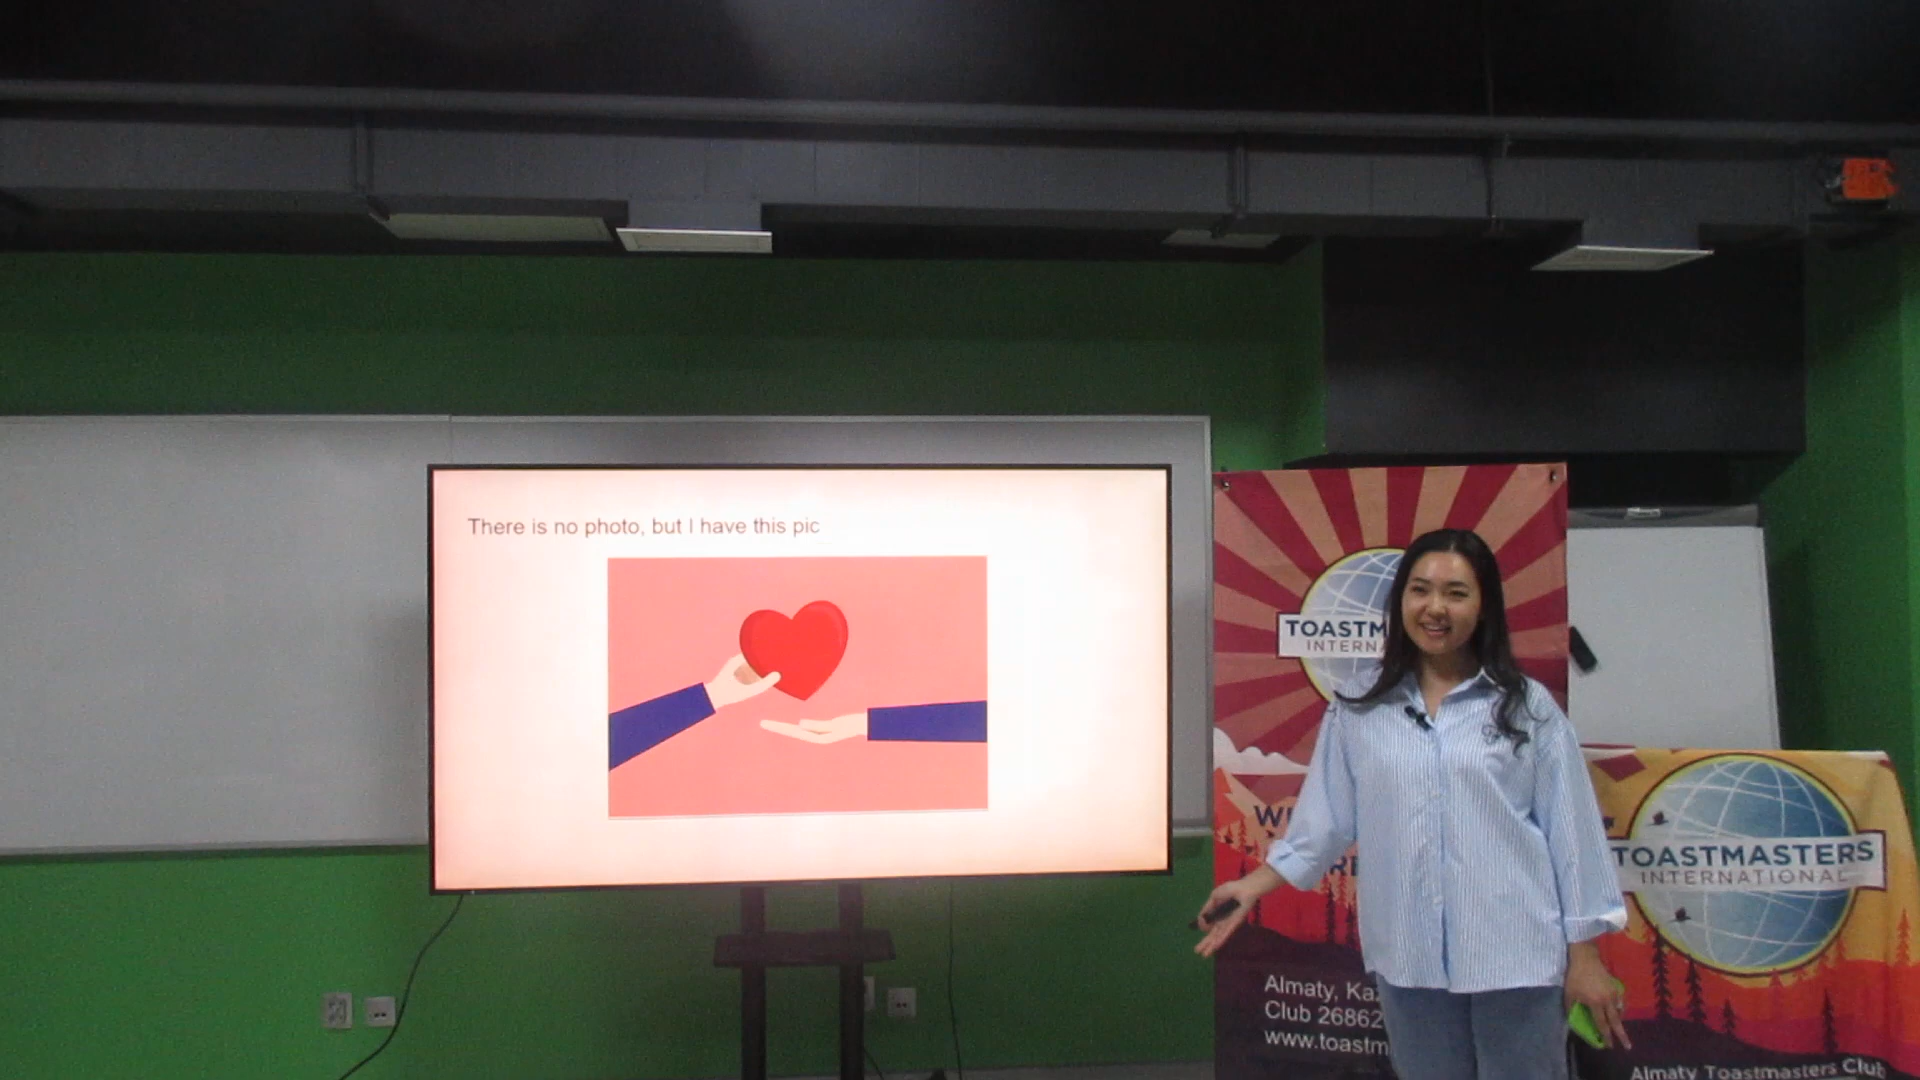 There is no photo, but I have this pic
TOASTM
INTERNA
Almaty, Kaz
Club 26862
www.toastm
TOASTMASTERS
INTERNATIONAL
Almaty Toastmasters Club